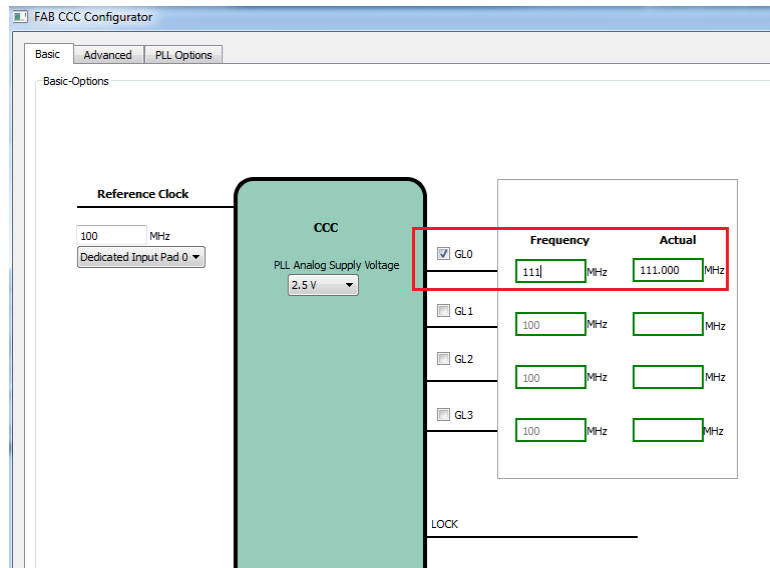 FAB CCC Configurator
Basic Advanced PLL Options
Basic-Options
Reference Clock
100 MHz
Dedicated Input Pad 0
CCC
PLL Analog Supply Voltage
2.5 V
Frequency Actual
GL0 111 MHz 111.000 MHz
GL1 100 MHz MHz
GL2 100 MHz MHz
GL3 100 MHz MHz
LOCK